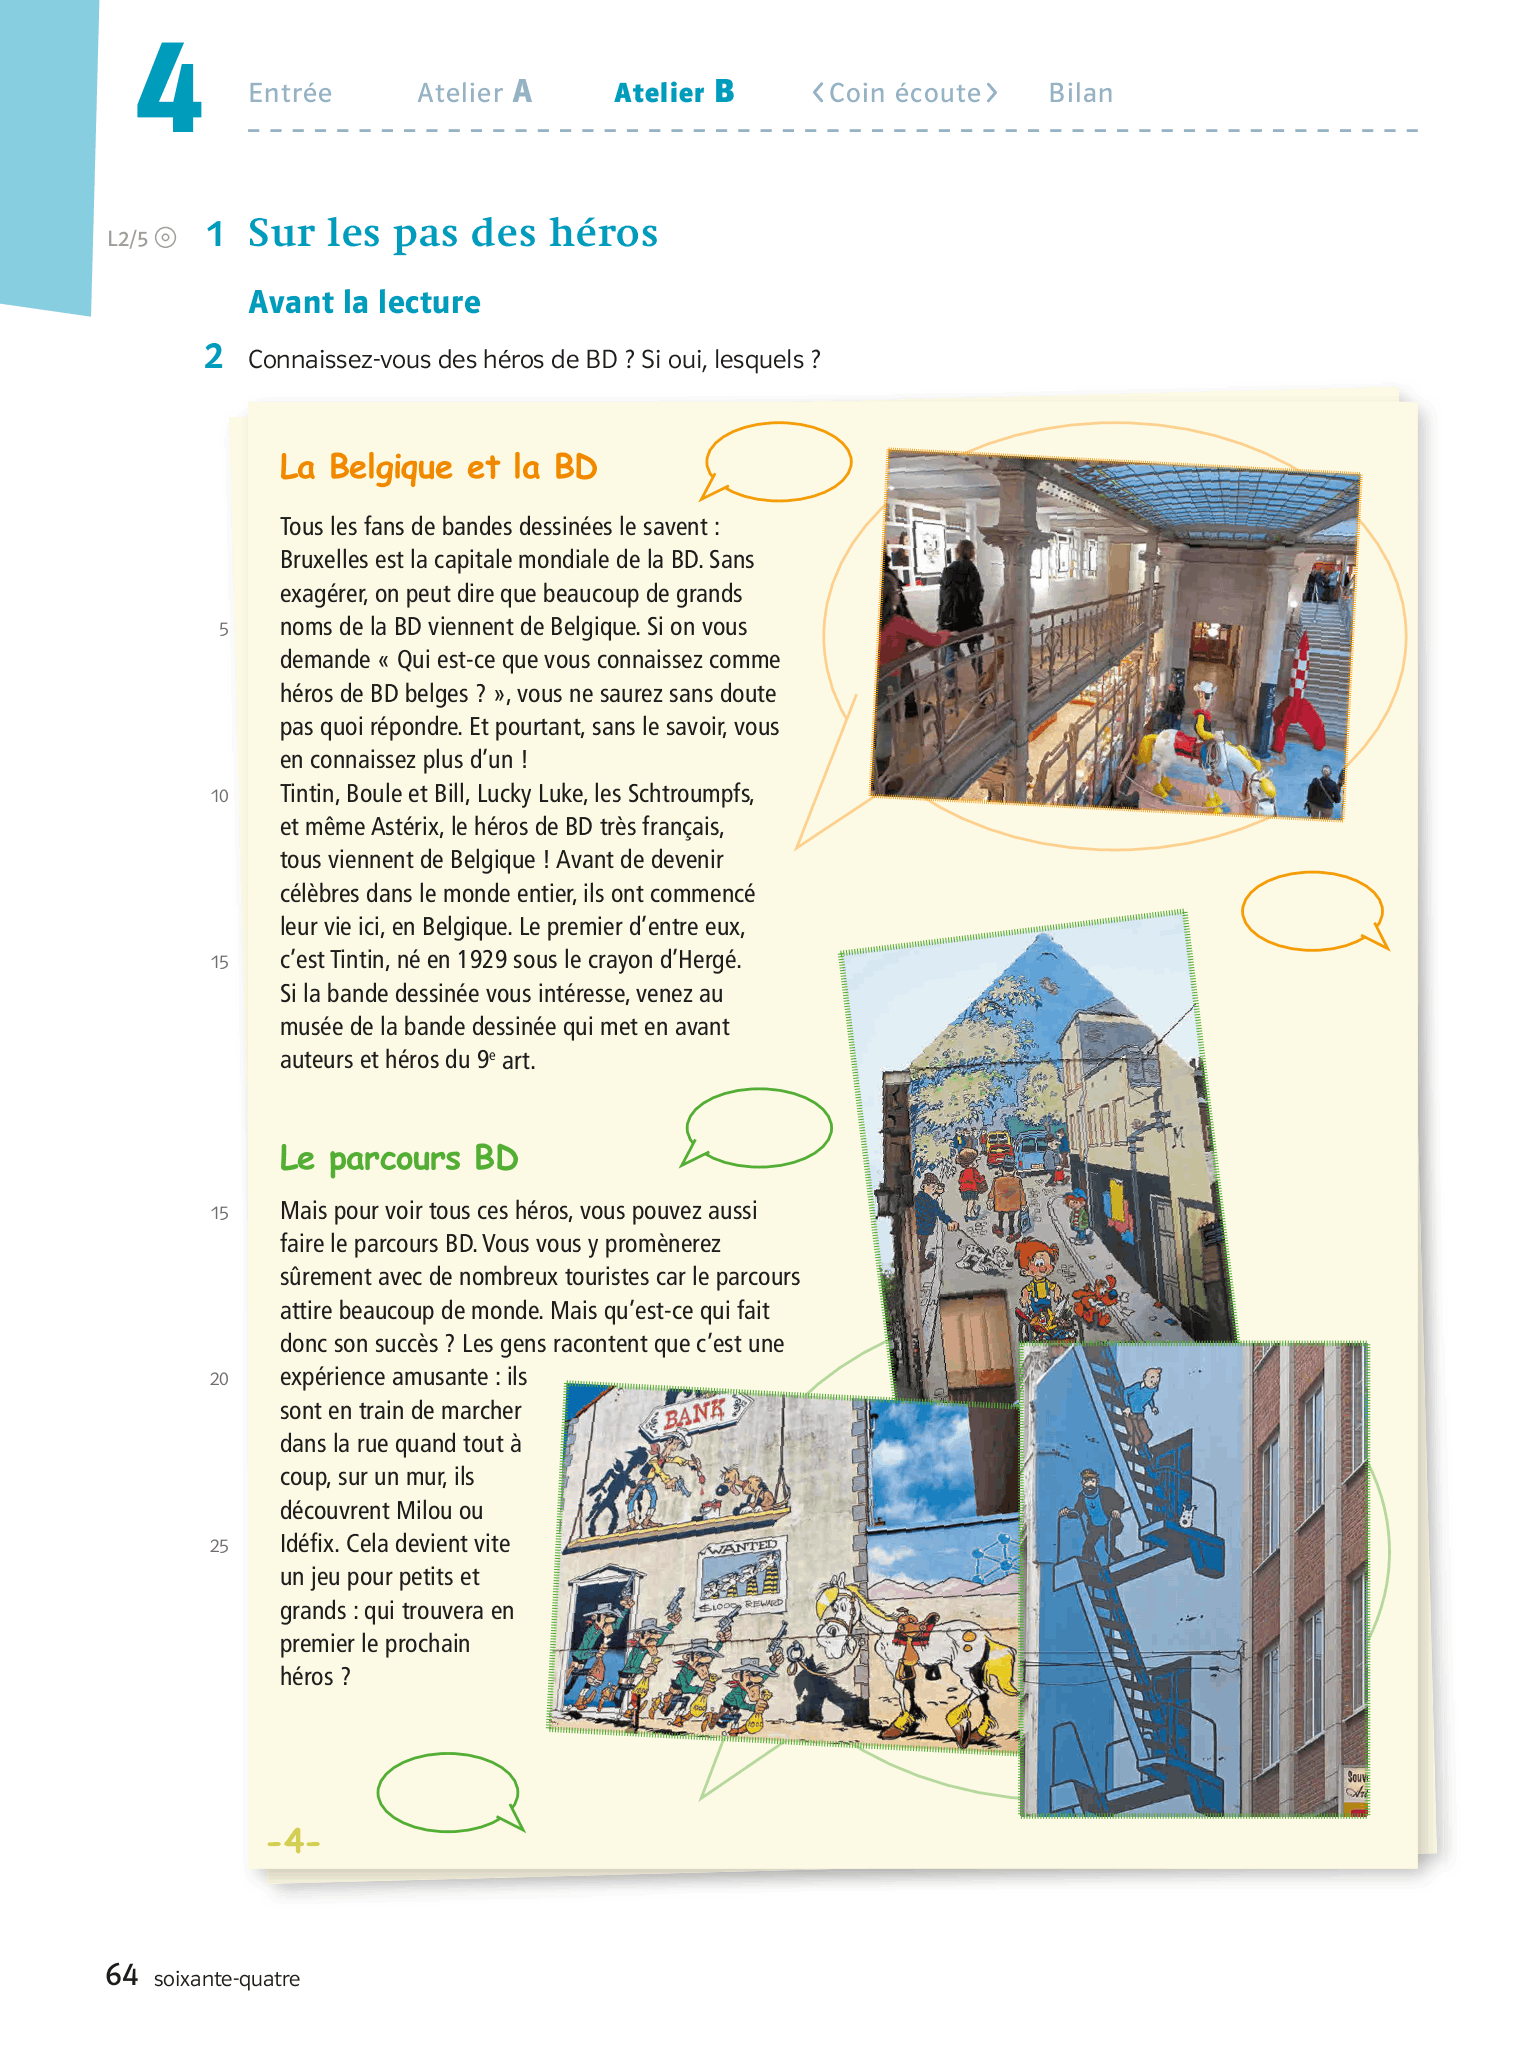 4
Entrée Atelier A Atelier B <Coin écoute> Bilan
L2/5 1 Sur les pas des héros
Avant la lecture
2 Connaissez-vous des héros de BD ? Si oui, lesquels ?
La Belgique et la BD
Tous les fans de bandes dessinées le savent :
Bruxelles est la capitale mondiale de la BD. Sans
exagérer, on peut dire que beaucoup de grands
5 noms de la BD viennent de Belgique. Si on vous
demande « Qui est-ce que vous connaissez comme
héros de BD belges ? », vous ne saurez sans doute
pas quoi répondre. Et pourtant, sans le savoir, vous
en connaissez plus d’un !
10 Tintin, Boule et Bill, Lucky Luke, les Schtroumpfs,
et même Astérix, le héros de BD très français,
tous viennent de Belgique ! Avant de devenir
célèbres dans le monde entier, ils ont commencé
leur vie ici, en Belgique. Le premier d’entre eux,
15 c’est Tintin, né en 1929 sous le crayon d’Hergé.
Si la bande dessinée vous intéresse, venez au
musée de la bande dessinée qui met en avant
auteurs et héros du 9e art.
Le parcours BD
15 Mais pour voir tous ces héros, vous pouvez aussi
faire le parcours BD. Vous vous y promènerez
sûrement avec de nombreux touristes car le parcours
attire beaucoup de monde. Mais qu’est-ce qui fait
donc son succès ? Les gens racontent que c’est une
20 expérience amusante : ils
sont en train de marcher
dans la rue quand tout à
coup, sur un mur, ils
découvrent Milou ou
25 Idéfix. Cela devient vite
un jeu pour petits et
grands : qui trouvera en
premier le prochain
héros ?
BANK
WANTED
$1000 REWARD
Souv
-4-
64 soixante-quatre